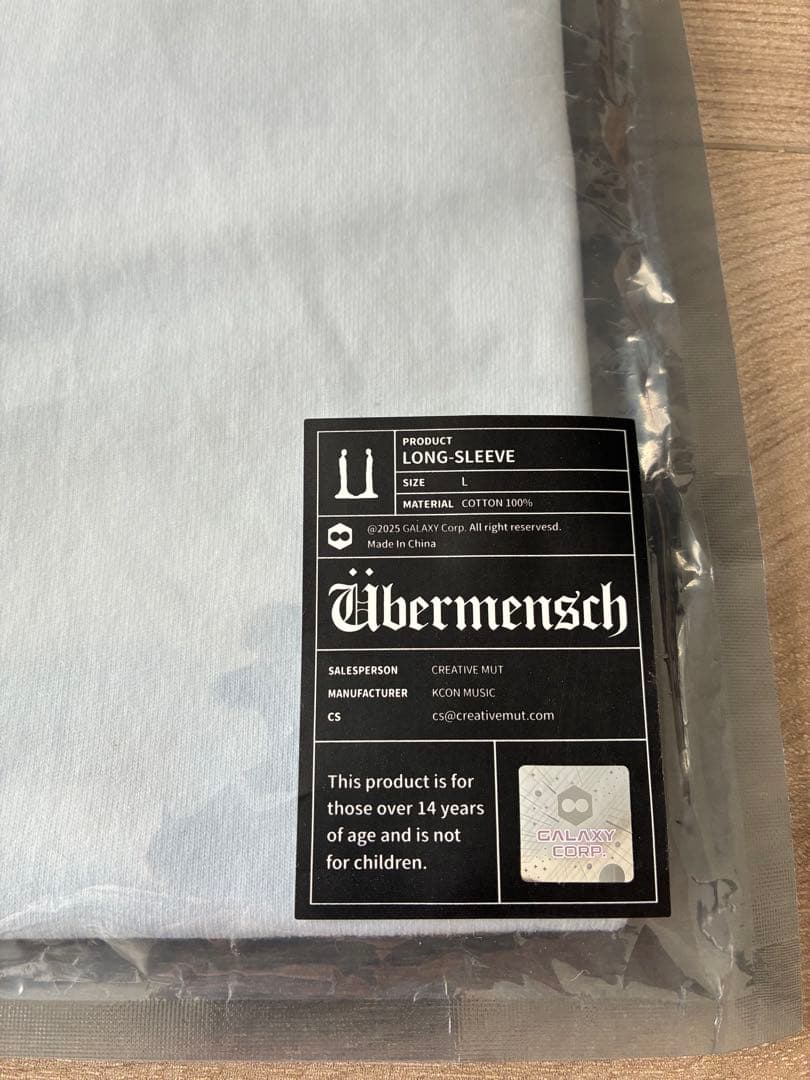 PRODUCT
LONG-SLEEVE
SIZE L
MATERIAL COTTON 100%
@2025 GALAXY Corp. All right reservesd.
Made In China
Übermensch
SALESPERSON CREATIVE MUT
MANUFACTURER KCON MUSIC
CS cs@creativemut.com
This product is for
those over 14 years
of age and is not
for children.
GALAXY
CORP.